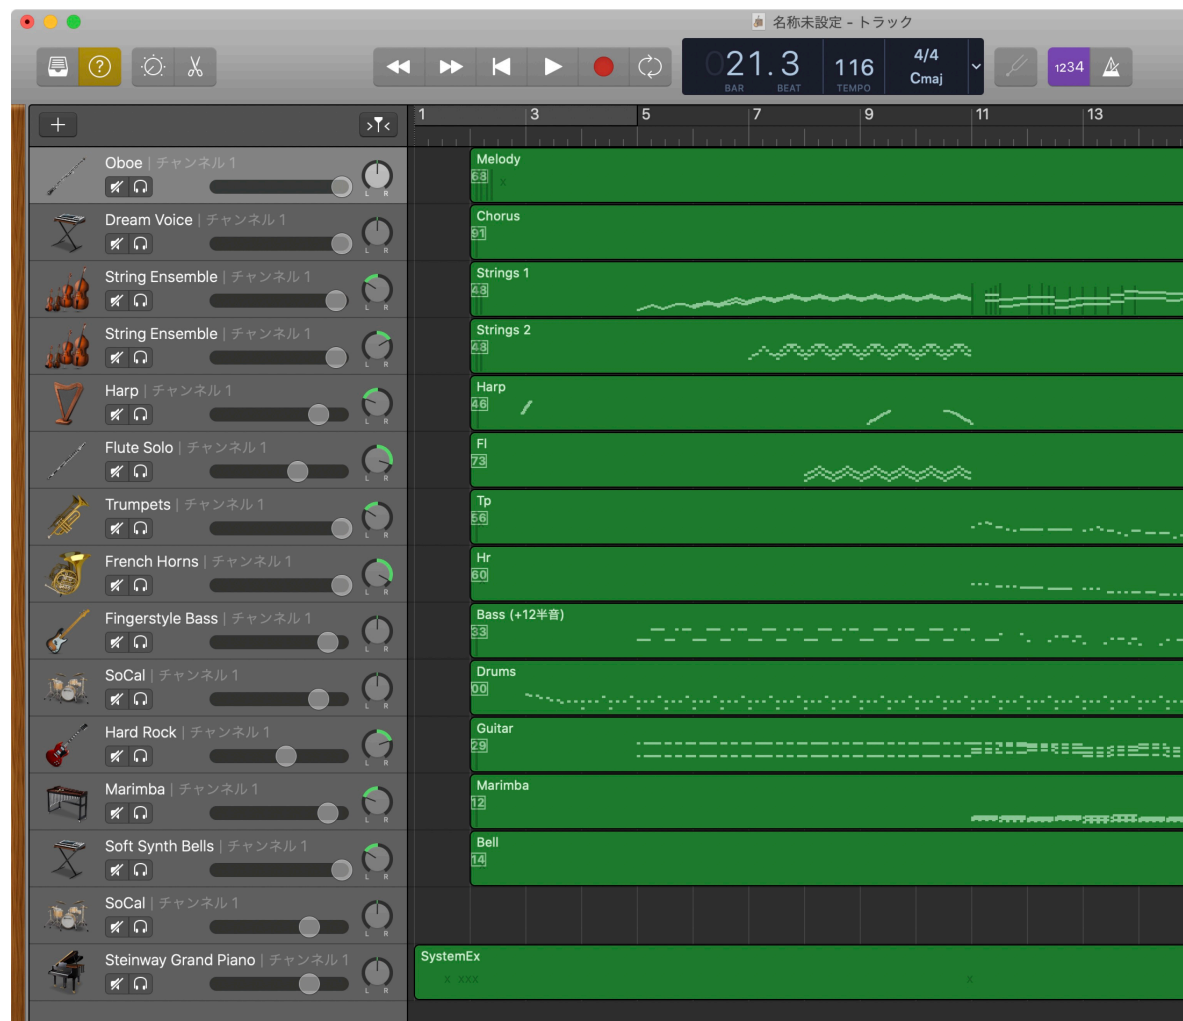 名称未設定 - トラック
021.3
BAR BEAT
116
TEMPO
4/4
Cmaj
1234
1 3 5 7 9 11 13
Oboe | チャンネル 1
L R
Melody
68
x
Dream Voice | チャンネル 1
L R
Chorus
91
String Ensemble | チャンネル 1
L R
Strings 1
48
String Ensemble | チャンネル 1
L R
Strings 2
48
Harp | チャンネル 1
L R
Harp
46
Flute Solo | チャンネル 1
L R
Fl
73
Trumpets | チャンネル 1
L R
Tp
56
French Horns | チャンネル 1
L R
Hr
60
Fingerstyle Bass | チャンネル 1
L R
Bass (+12半音)
33
SoCal | チャンネル 1
L R
Drums
00
Hard Rock | チャンネル 1
L R
Guitar
29
Marimba | チャンネル 1
L R
Marimba
12
Soft Synth Bells | チャンネル 1
L R
Bell
14
SoCal | チャンネル 1
L R
Steinway Grand Piano | チャンネル 1
L R
SystemEx
x xxx x